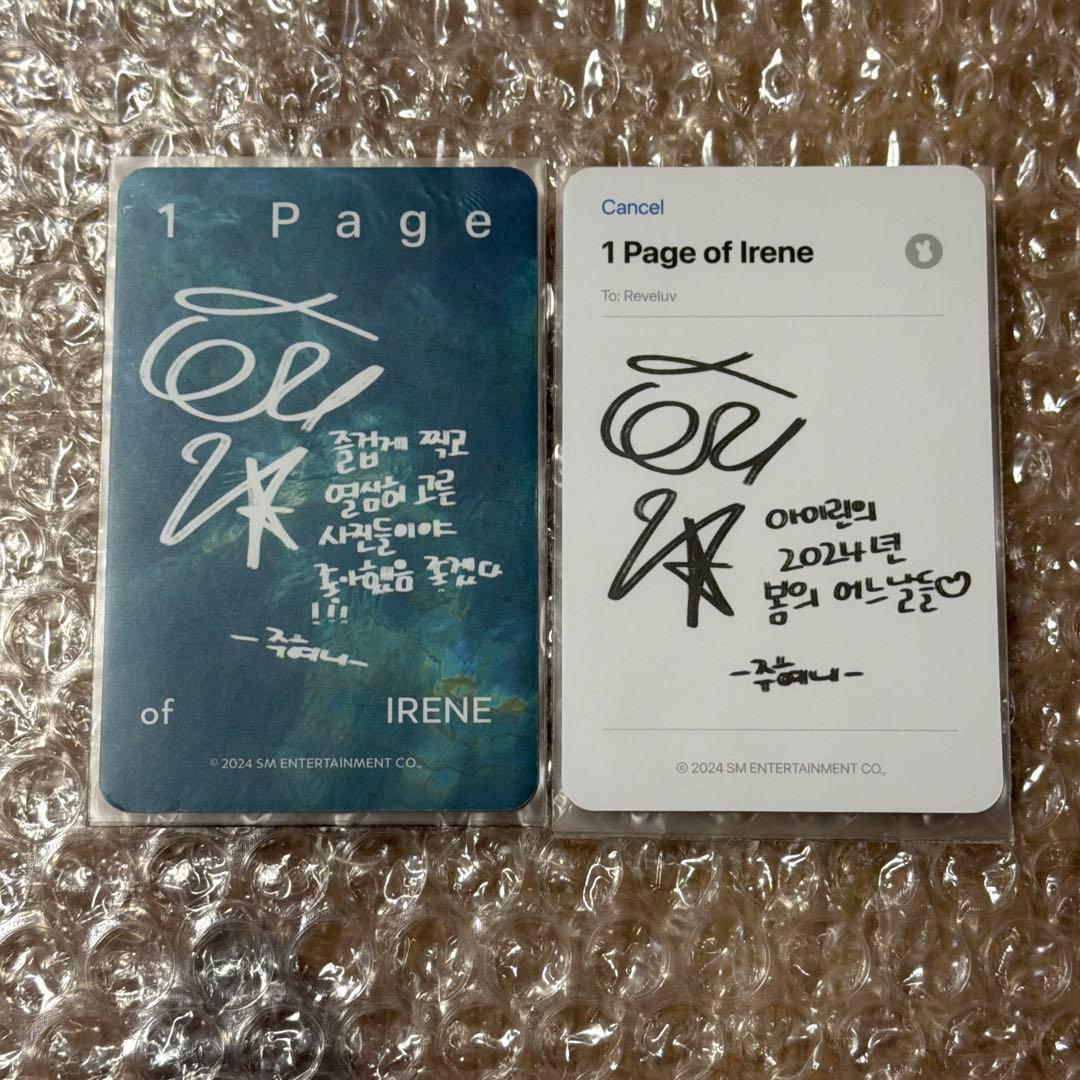 1 Page
즐겁게 찍고
열심히 고른
사진들이야
좋아했음 좋겠다
!!!
-주혀니-
of IRENE
© 2024 SM ENTERTAINMENT CO.,
Cancel
1 Page of Irene
To: Reveluv
아이린의
2024년
봄의 어느날들♡
-주혀니-
© 2024 SM ENTERTAINMENT CO.,